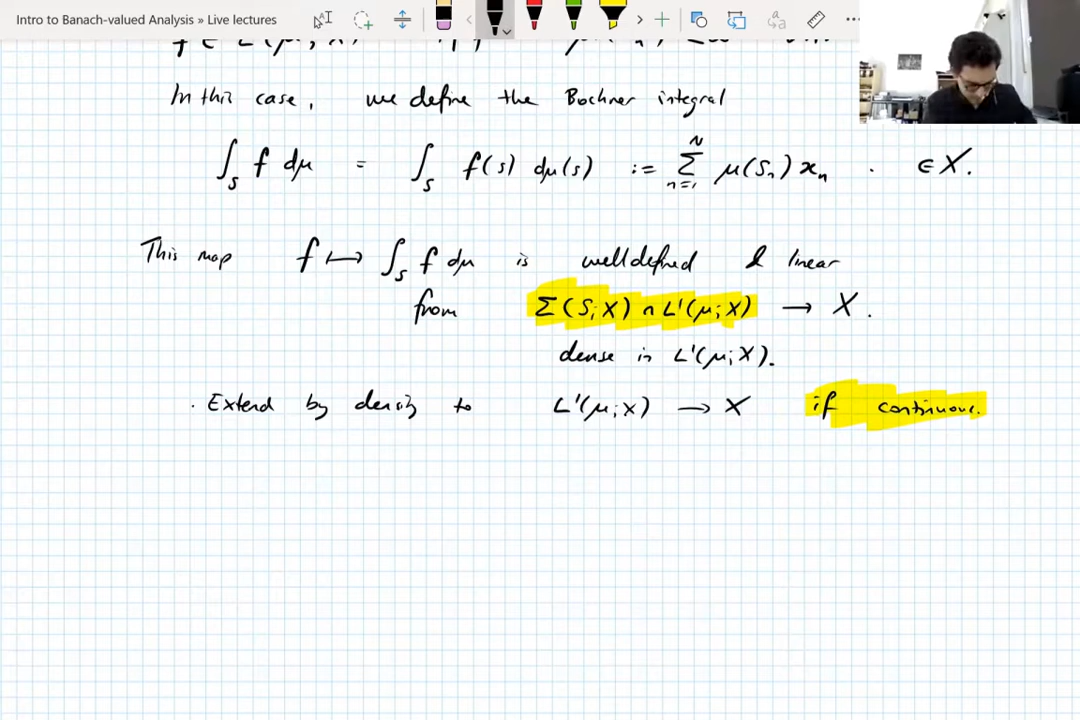 Intro to Banach-valued Analysis » Live lectures
In this case, we define the Bochner integral
∫_S f dμ = ∫_S f(s) dμ(s) := Σ_{n=1}^N μ(S_n) x_n . ∈ X.
This map f ↦ ∫_S f dμ is welldefined & linear
from Σ(S;X) ∩ L¹(μ;X) → X.
dense in L¹(μ;X).
· Extend by density to L¹(μ;X) → X if continuous.